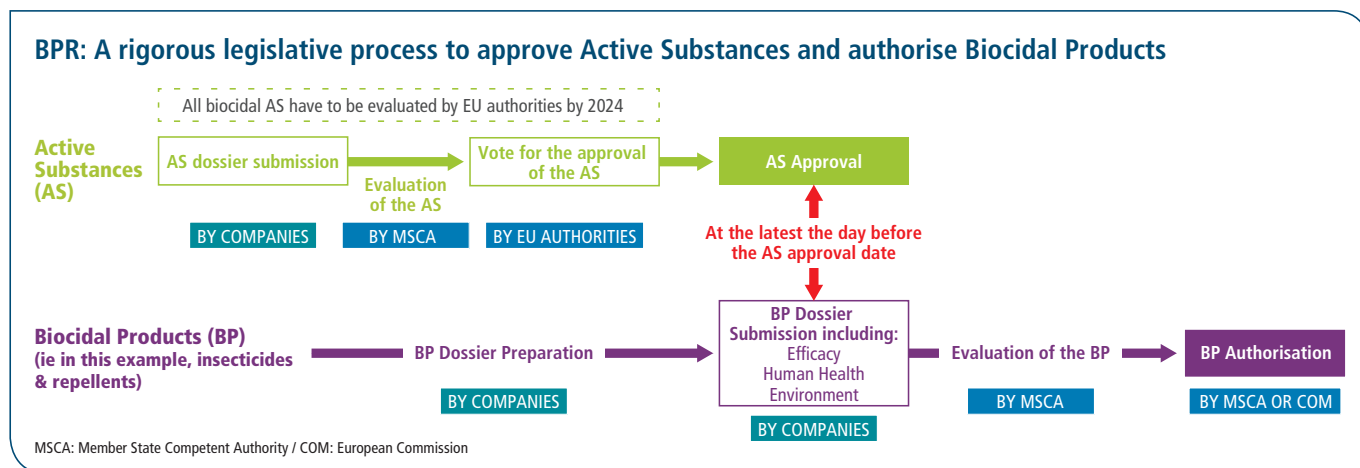 BPR: A rigorous legislative process to approve Active Substances and authorise Biocidal Products
All biocidal AS have to be evaluated by EU authorities by 2024
Active
Substances
(AS)
AS dossier submission
Evaluation
of the AS
Vote for the approval
of the AS
AS Approval
BY COMPANIES
BY MSCA
BY EU AUTHORITIES
At the latest the day before
the AS approval date
Biocidal Products (BP)
(ie in this example, insecticides
& repellents)
BP Dossier Preparation
BP Dossier
Submission including:
Efficacy
Human Health
Environment
Evaluation of the BP
BP Authorisation
BY COMPANIES
BY COMPANIES
BY MSCA
BY MSCA OR COM
MSCA: Member State Competent Authority / COM: European Commission